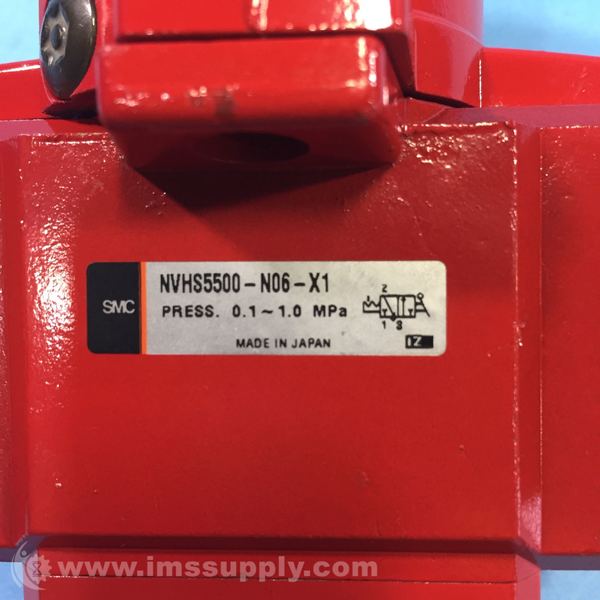 SMC
NVHS5500-N06-X1
PRESS. 0.1~1.0 MPa
2
1 3
MADE IN JAPAN
IZ
www.imssupply.com